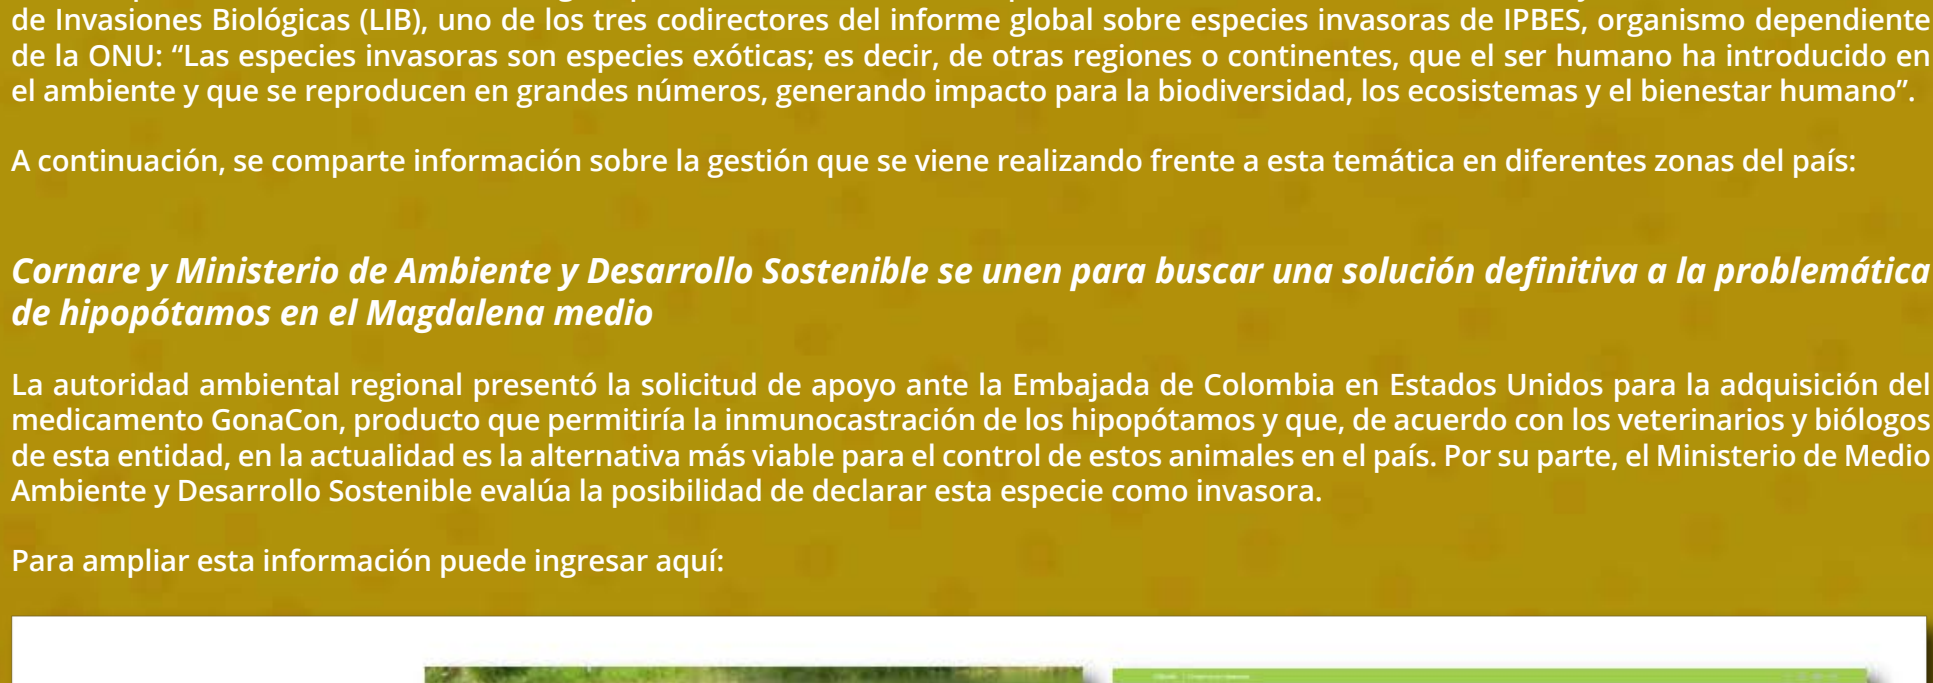 de Invasiones Biológicas (LIB), uno de los tres codirectores del informe global sobre especies invasoras de IPBES, organismo dependiente
de la ONU: “Las especies invasoras son especies exóticas; es decir, de otras regiones o continentes, que el ser humano ha introducido en
el ambiente y que se reproducen en grandes números, generando impacto para la biodiversidad, los ecosistemas y el bienestar humano”.
A continuación, se comparte información sobre la gestión que se viene realizando frente a esta temática en diferentes zonas del país:
Cornare y Ministerio de Ambiente y Desarrollo Sostenible se unen para buscar una solución definitiva a la problemática
de hipopótamos en el Magdalena medio
La autoridad ambiental regional presentó la solicitud de apoyo ante la Embajada de Colombia en Estados Unidos para la adquisición del
medicamento GonaCon, producto que permitiría la inmunocastración de los hipopótamos y que, de acuerdo con los veterinarios y biólogos
de esta entidad, en la actualidad es la alternativa más viable para el control de estos animales en el país. Por su parte, el Ministerio de Medio
Ambiente y Desarrollo Sostenible evalúa la posibilidad de declarar esta especie como invasora.
Para ampliar esta información puede ingresar aquí: